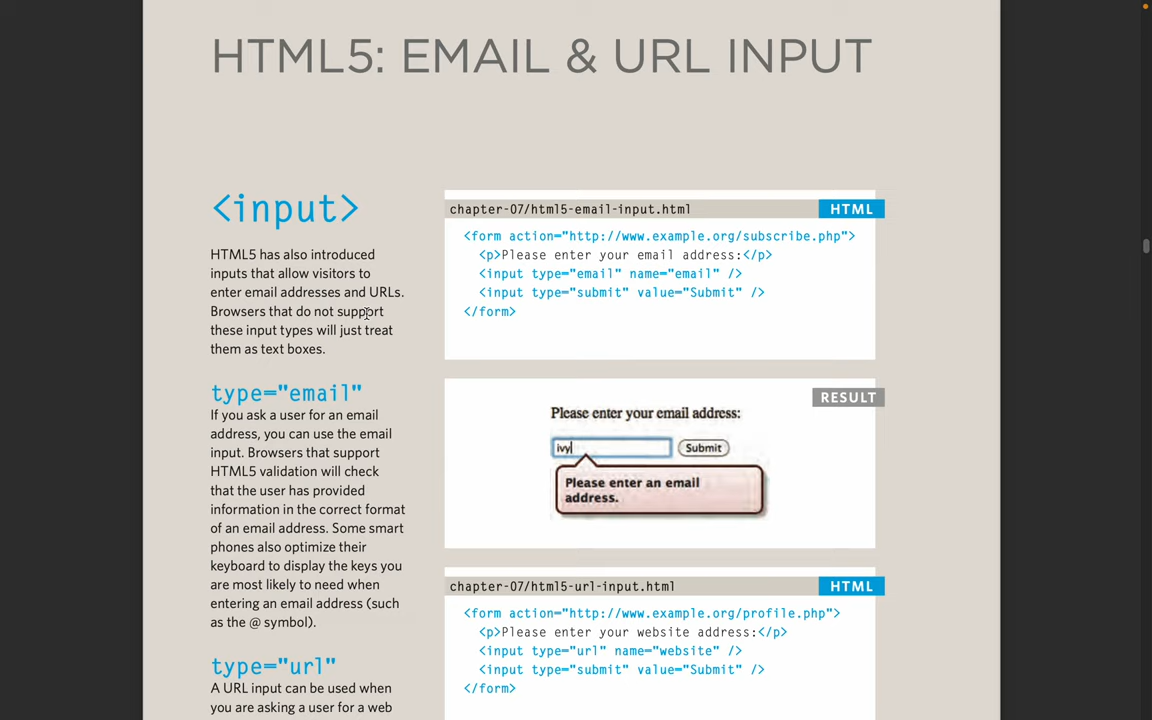 HTML5: EMAIL & URL INPUT
<input>
HTML5 has also introduced
inputs that allow visitors to
enter email addresses and URLs.
Browsers that do not support
these input types will just treat
them as text boxes.
type="email"
If you ask a user for an email
address, you can use the email
input. Browsers that support
HTML5 validation will check
that the user has provided
information in the correct format
of an email address. Some smart
phones also optimize their
keyboard to display the keys you
are most likely to need when
entering an email address (such
as the @ symbol).
type="url"
A URL input can be used when
you are asking a user for a web
chapter-07/html5-email-input.html
HTML
<form action="http://www.example.org/subscribe.php">
<p>Please enter your email address:</p>
<input type="email" name="email" />
<input type="submit" value="Submit" />
</form>
RESULT
Please enter your email address:
ivy
Submit
Please enter an email
address.
chapter-07/html5-url-input.html
HTML
<form action="http://www.example.org/profile.php">
<p>Please enter your website address:</p>
<input type="url" name="website" />
<input type="submit" value="Submit" />
</form>